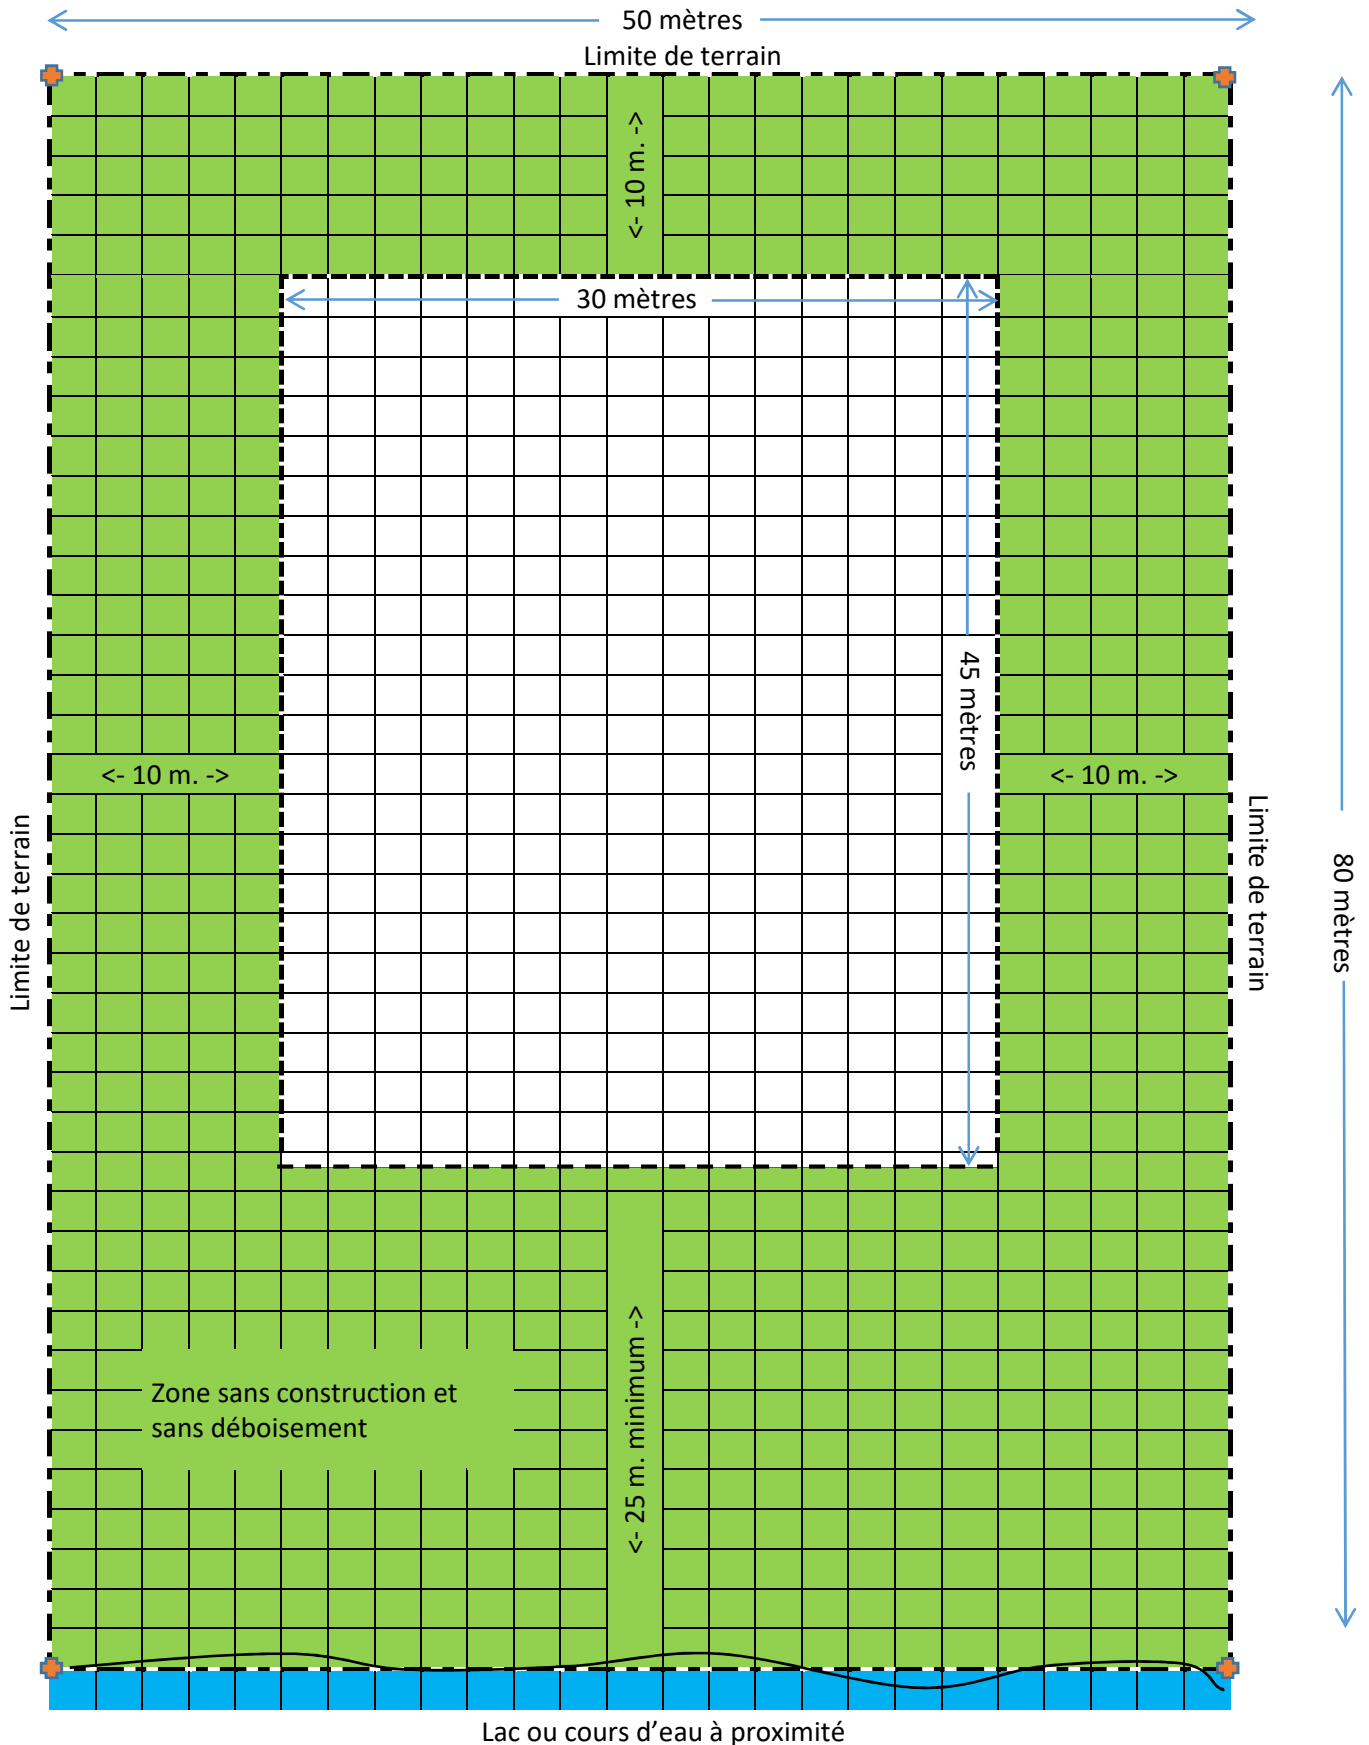 50 mètres
Limite de terrain
<- 10 m. ->
30 mètres
45 mètres
<- 10 m. ->
<- 10 m. ->
Limite de terrain
Limite de terrain
80 mètres
Zone sans construction et
sans déboisement
<- 25 m. minimum ->
Lac ou cours d’eau à proximité